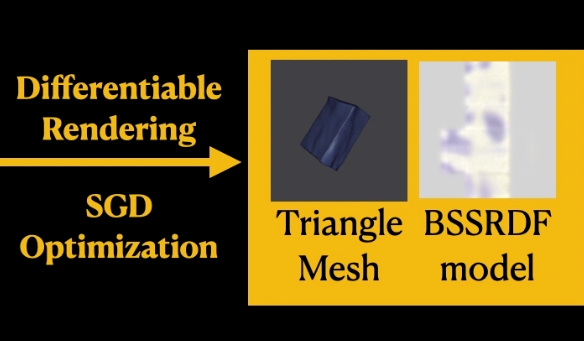 Differentiable
Rendering
SGD
Optimization
Triangle
Mesh
BSSRDF
model